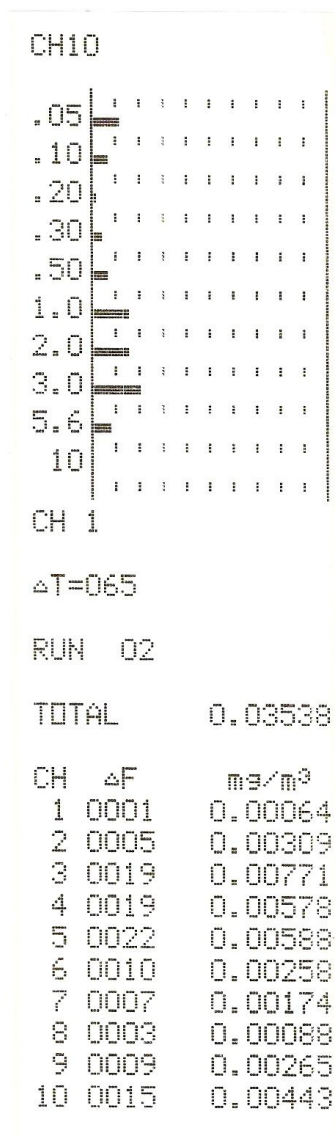 CH10
.05
.10
.20
.30
.50
1.0
2.0
3.0
5.6
10
CH 1
△T=065
RUN 02
TOTAL 0.03538
CH △F mg/m³
1 0001 0.00064
2 0005 0.00309
3 0019 0.00771
4 0019 0.00578
5 0022 0.00588
6 0010 0.00258
7 0007 0.00174
8 0003 0.00088
9 0009 0.00265
10 0015 0.00443